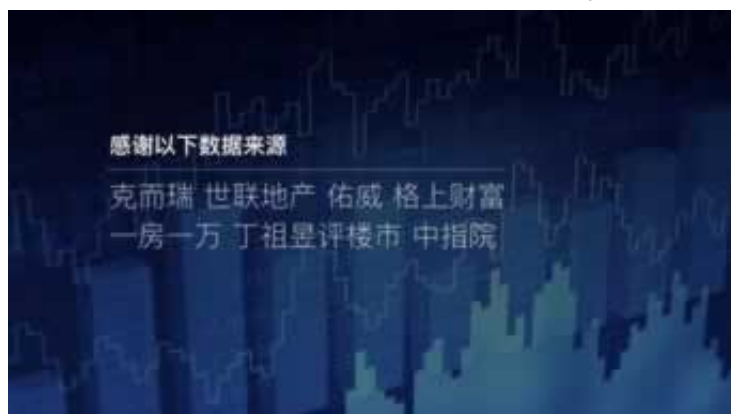 感谢以下数据来源
克而瑞 世联地产 佑威 格上财富
一房一万 丁祖昱评楼市 中指院